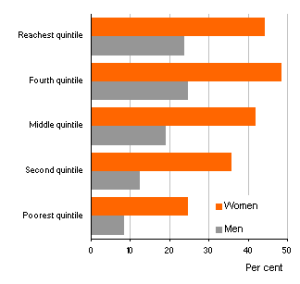 Reachest quintile
Fourth quintile
Middle quintile
Second quintile
Poorest quintile
Women
Men
0 10 20 30 40 50
Per cent